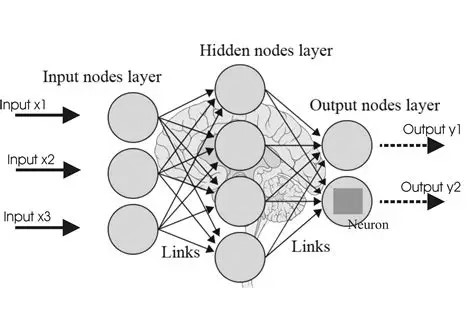 Hidden nodes layer
Input nodes layer
Output nodes layer
Input x1
Input x2
Input x3
Output y1
Output y2
Neuron
Links
Links